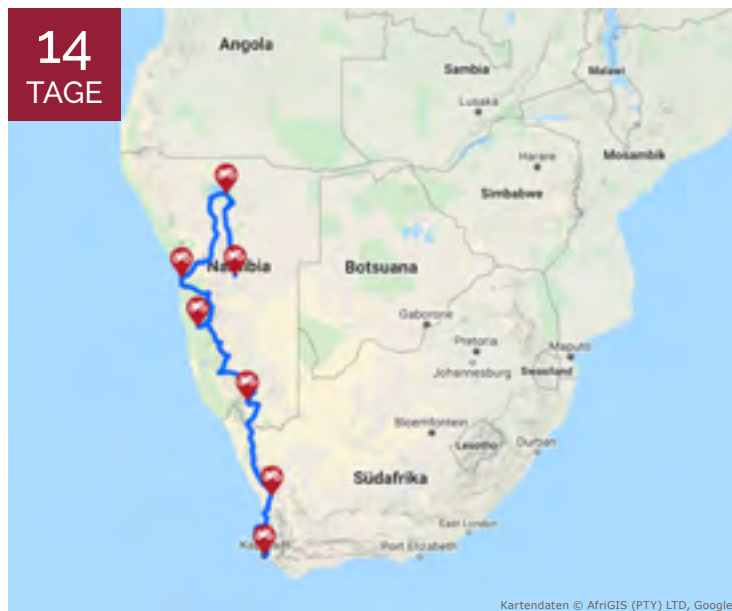 14
TAGE
Angola
Sambia
Malawi
Lusaka
Harare
Mosambik
Simbabwe
Namibia
Botsuana
Gaborone
Pretoria
Maputo
Johannesburg
Swasiland
Bloemfontein
Lesotho
Durban
Südafrika
East London
Port Elizabeth
Kartendaten © AfriGIS (PTY) LTD, Google